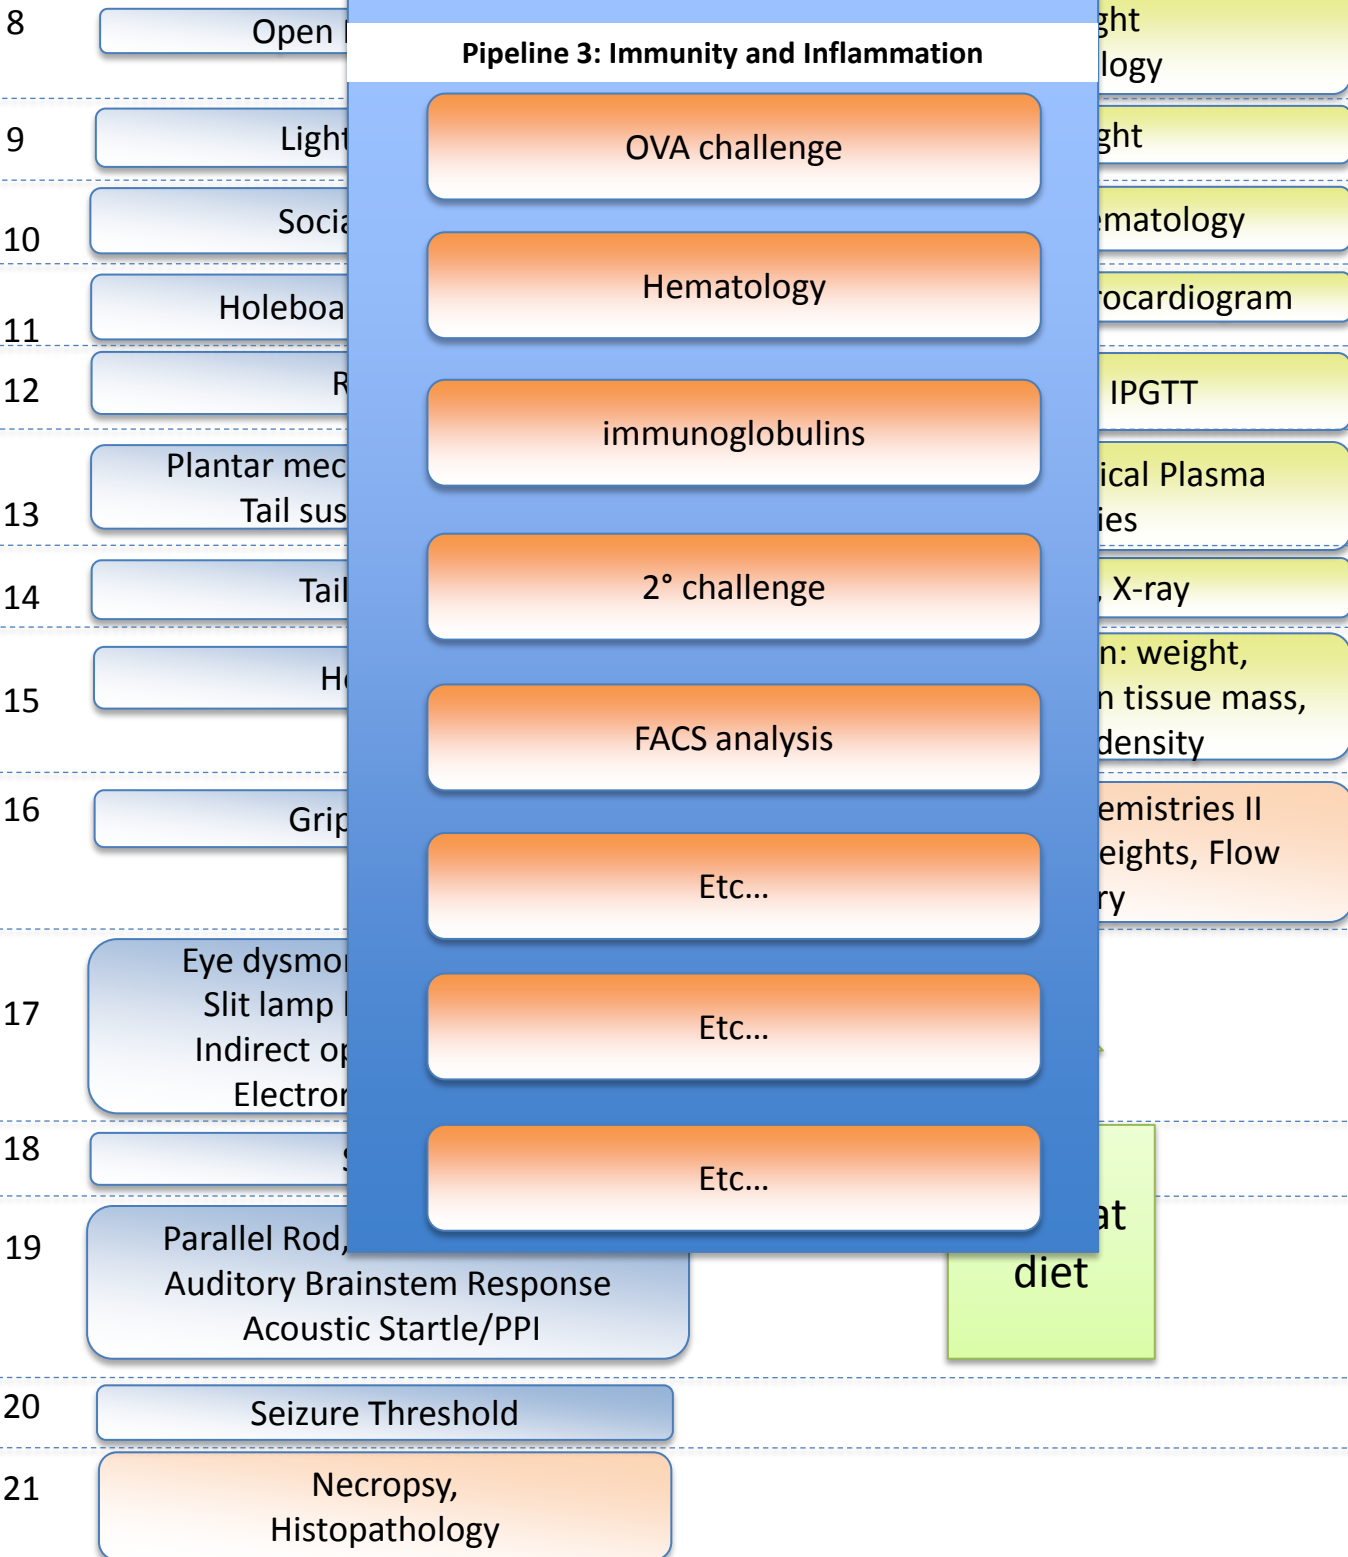 8
Open
Pipeline 3: Immunity and Inflammation
ght
logy
9
Light
OVA challenge
ght
10
Socia
Hematology
ematology
11
Holeboa
rocardiogram
12
R
immunoglobulins
IPGTT
13
Plantar mec
Tail sus
ical Plasma
ies
14
Tail
2° challenge
, X-ray
15
He
FACS analysis
n: weight,
n tissue mass,
density
16
Grip
Etc...
emistries II
eights, Flow
ry
17
Eye dysmor
Slit lamp
Indirect op
Electror
Etc...
18
S
Etc...
19
Parallel Rod,
Auditory Brainstem Response
Acoustic Startle/PPI
at
diet
20
Seizure Threshold
21
Necropsy,
Histopathology